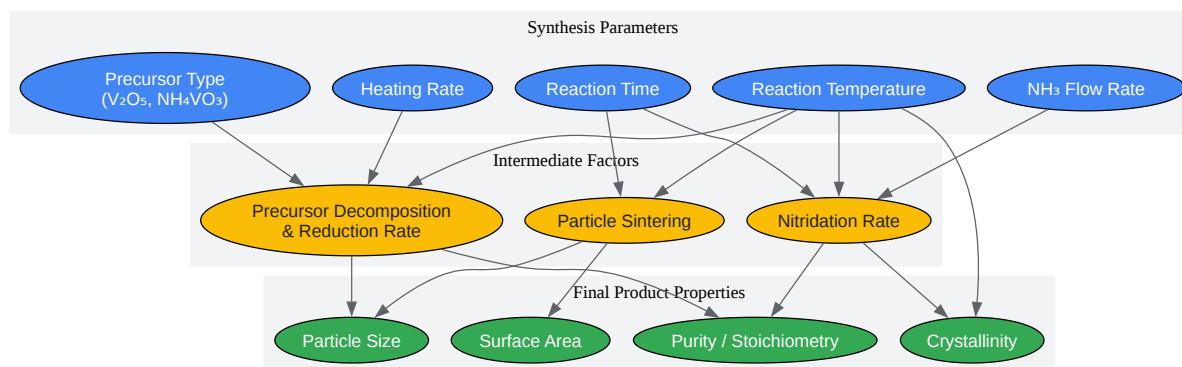 Synthesis Parameters
Precursor Type
(V₂O₅, NH₄VO₃)
Heating Rate
Reaction Time
Reaction Temperature
NH₃ Flow Rate
Intermediate Factors
Precursor Decomposition
& Reduction Rate
Particle Sintering
Nitridation Rate
Final Product Properties
Particle Size
Surface Area
Purity / Stoichiometry
Crystallinity